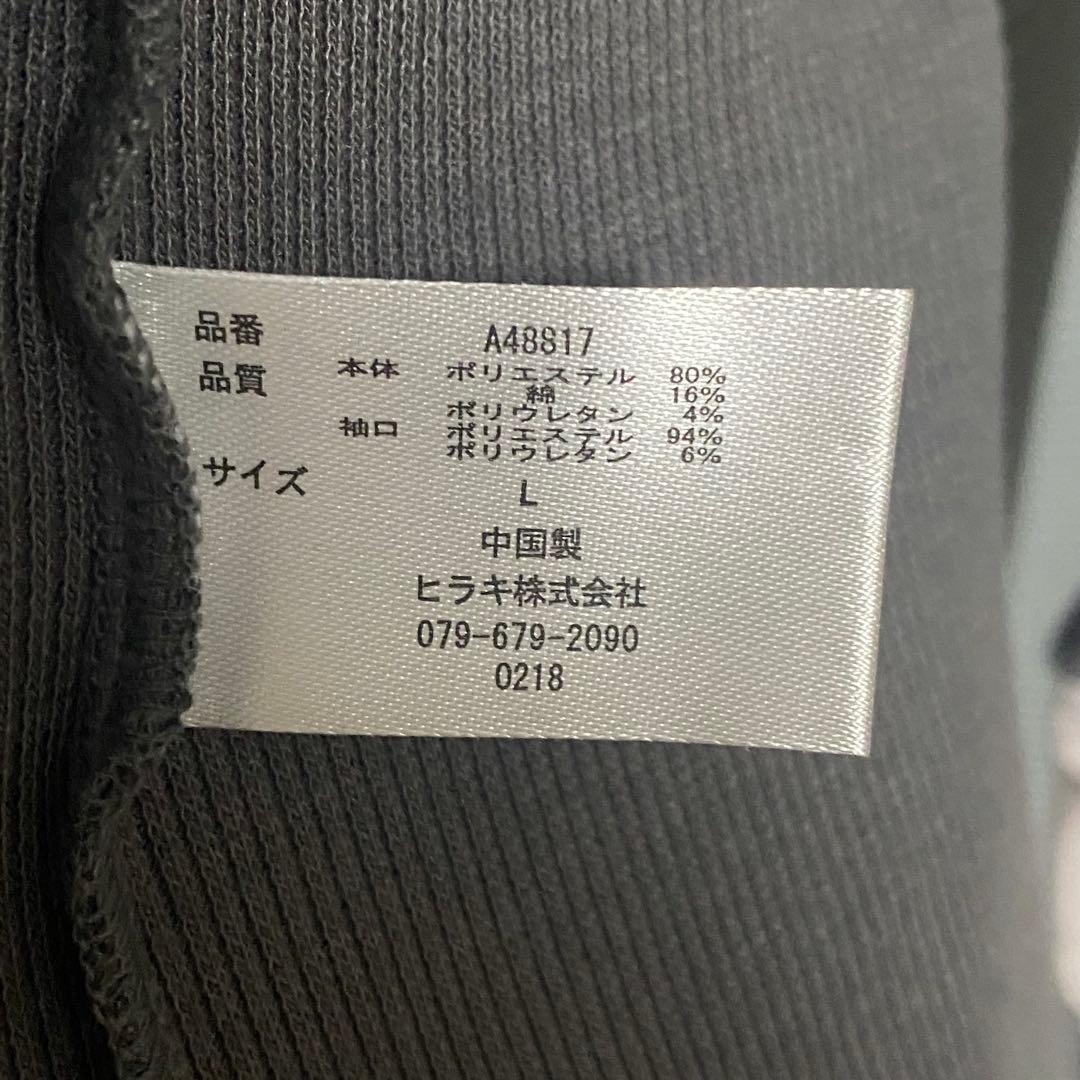 品番 A48817
品質 本体 ポリエステル 80%
綿 16%
ポリウレタン 4%
袖口 ポリエステル 94%
ポリウレタン 6%
サイズ L
中国製
ヒラキ株式会社
079-679-2090
0218